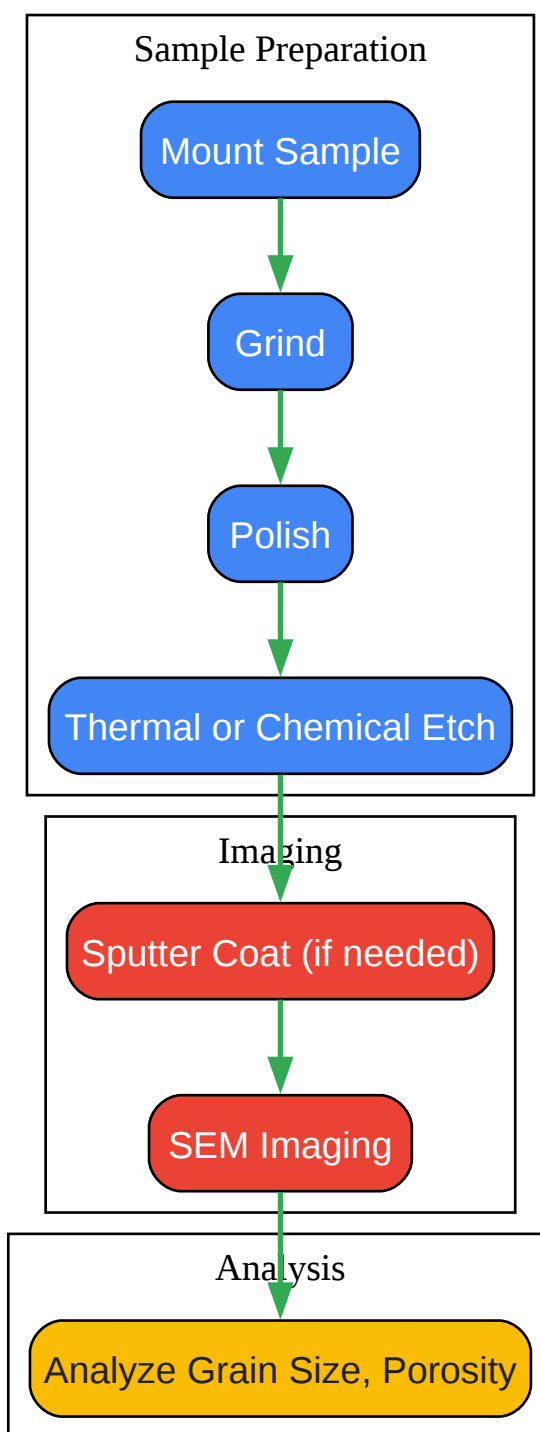 Sample Preparation
Mount Sample
Grind
Polish
Thermal or Chemical Etch
Imaging
Sputter Coat (if needed)
SEM Imaging
Analysis
Analyze Grain Size, Porosity